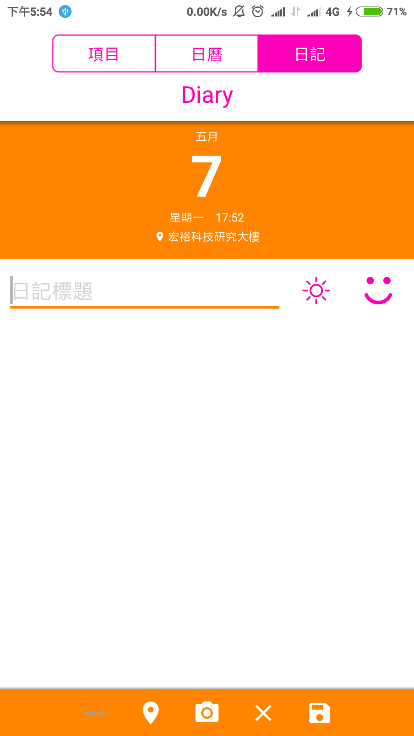 下午5:54 0.00K/s 4G 71%
項目 日曆 日記
Diary
五月
7
星期一 17:52
宏裕科技研究大樓
日記標題